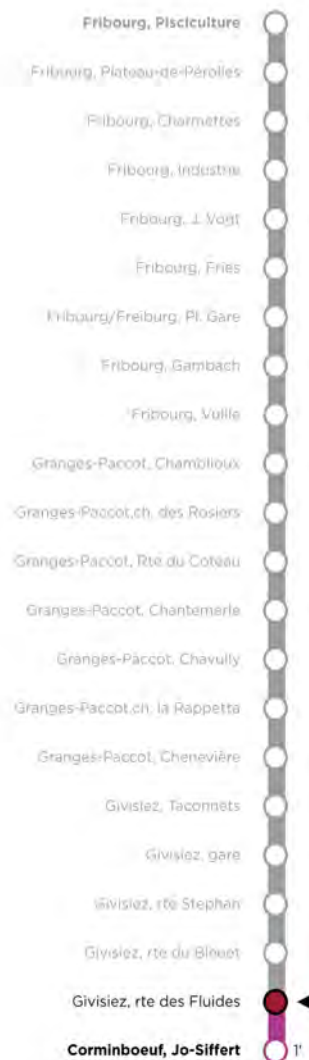 Fribourg, Pisciculture
Fribourg, Plateau-de-Pérolles
Fribourg, Charmettes
Fribourg, Industrie
Fribourg, J. Vogt
Fribourg, Fries
Fribourg/Freiburg, Pl. Gare
Fribourg, Gambach
Fribourg, Vuille
Granges-Paccot, Chamblioux
Granges-Paccot,ch. des Rosiers
Granges-Paccot, Rte du Coteau
Granges-Paccot, Chantemerle
Granges-Paccot, Chavully
Granges-Paccot,ch. la Rappetta
Granges-Paccot, Chenevière
Givisiez, Taconnets
Givisiez, gare
Givisiez, rte Stephan
Givisiez, rte du Bleuet
Givisiez, rte des Fluides
Corminboeuf, Jo-Siffert 1'